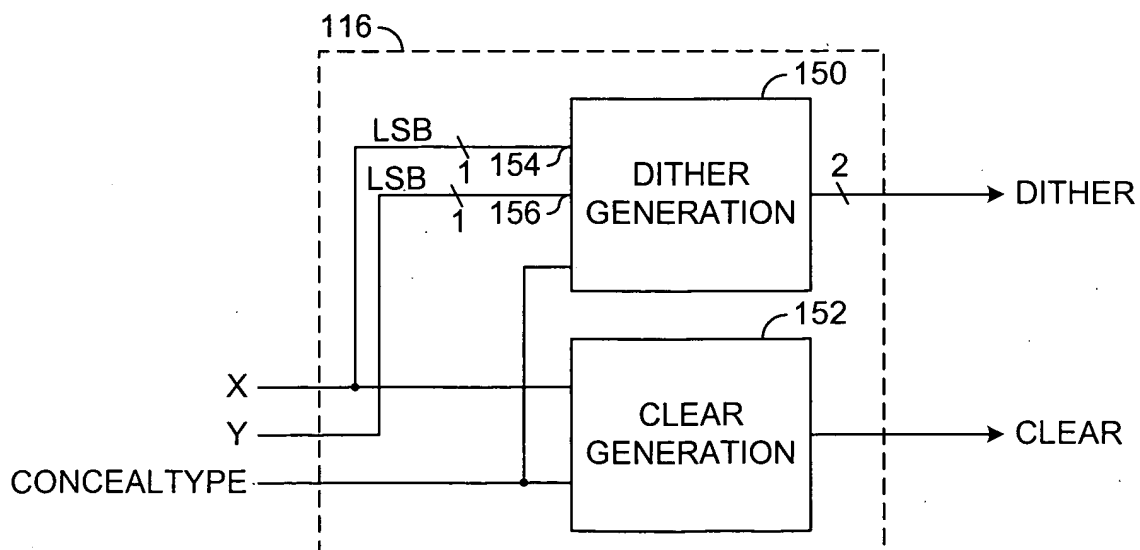 116
150
LSB
1
154
LSB
1
156
DITHER
GENERATION
2
DITHER
152
X
Y
CONCEALTYPE
CLEAR
GENERATION
CLEAR